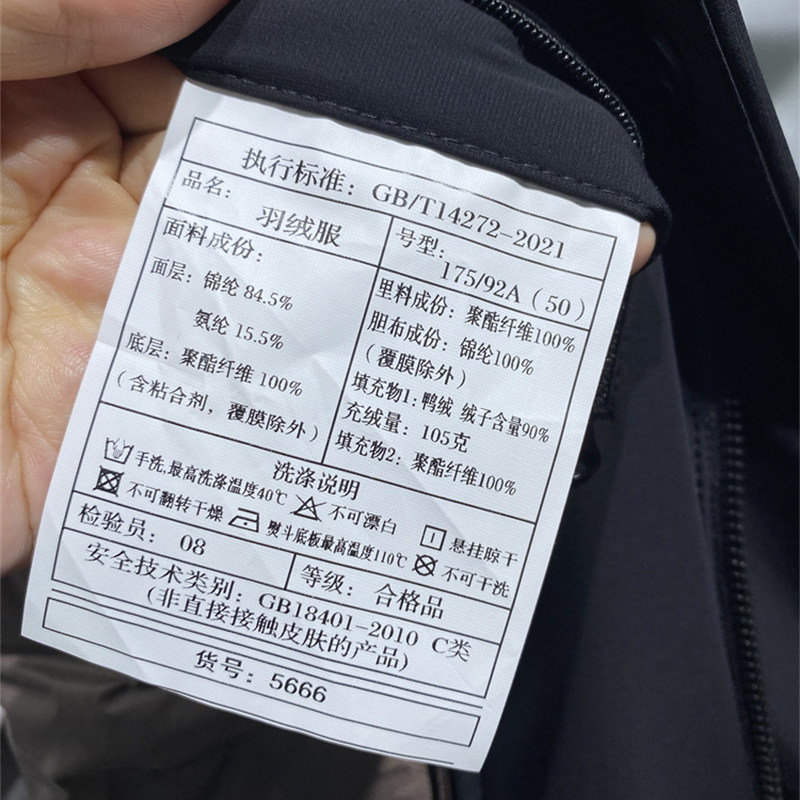 执行标准：GB/T14272-2021
品名：羽绒服
号型：175/92A（50）
面料成份：
面层：锦纶 84.5%
氨纶 15.5%
底层：聚酯纤维 100%
（含粘合剂，覆膜除外）
里料成份：聚酯纤维100%
胆布成份：锦纶100%
（覆膜除外）
填充物1：鸭绒 绒子含量90%
充绒量：105克
填充物2：聚酯纤维100%
洗涤说明
手洗,最高洗涤温度40℃ 不可漂白 悬挂晾干
不可翻转干燥 熨斗底板最高温度110℃ 不可干洗
检验员：08
等级：合格品
安全技术类别：GB18401-2010 C类
(非直接接触皮肤的产品)
货号：5666